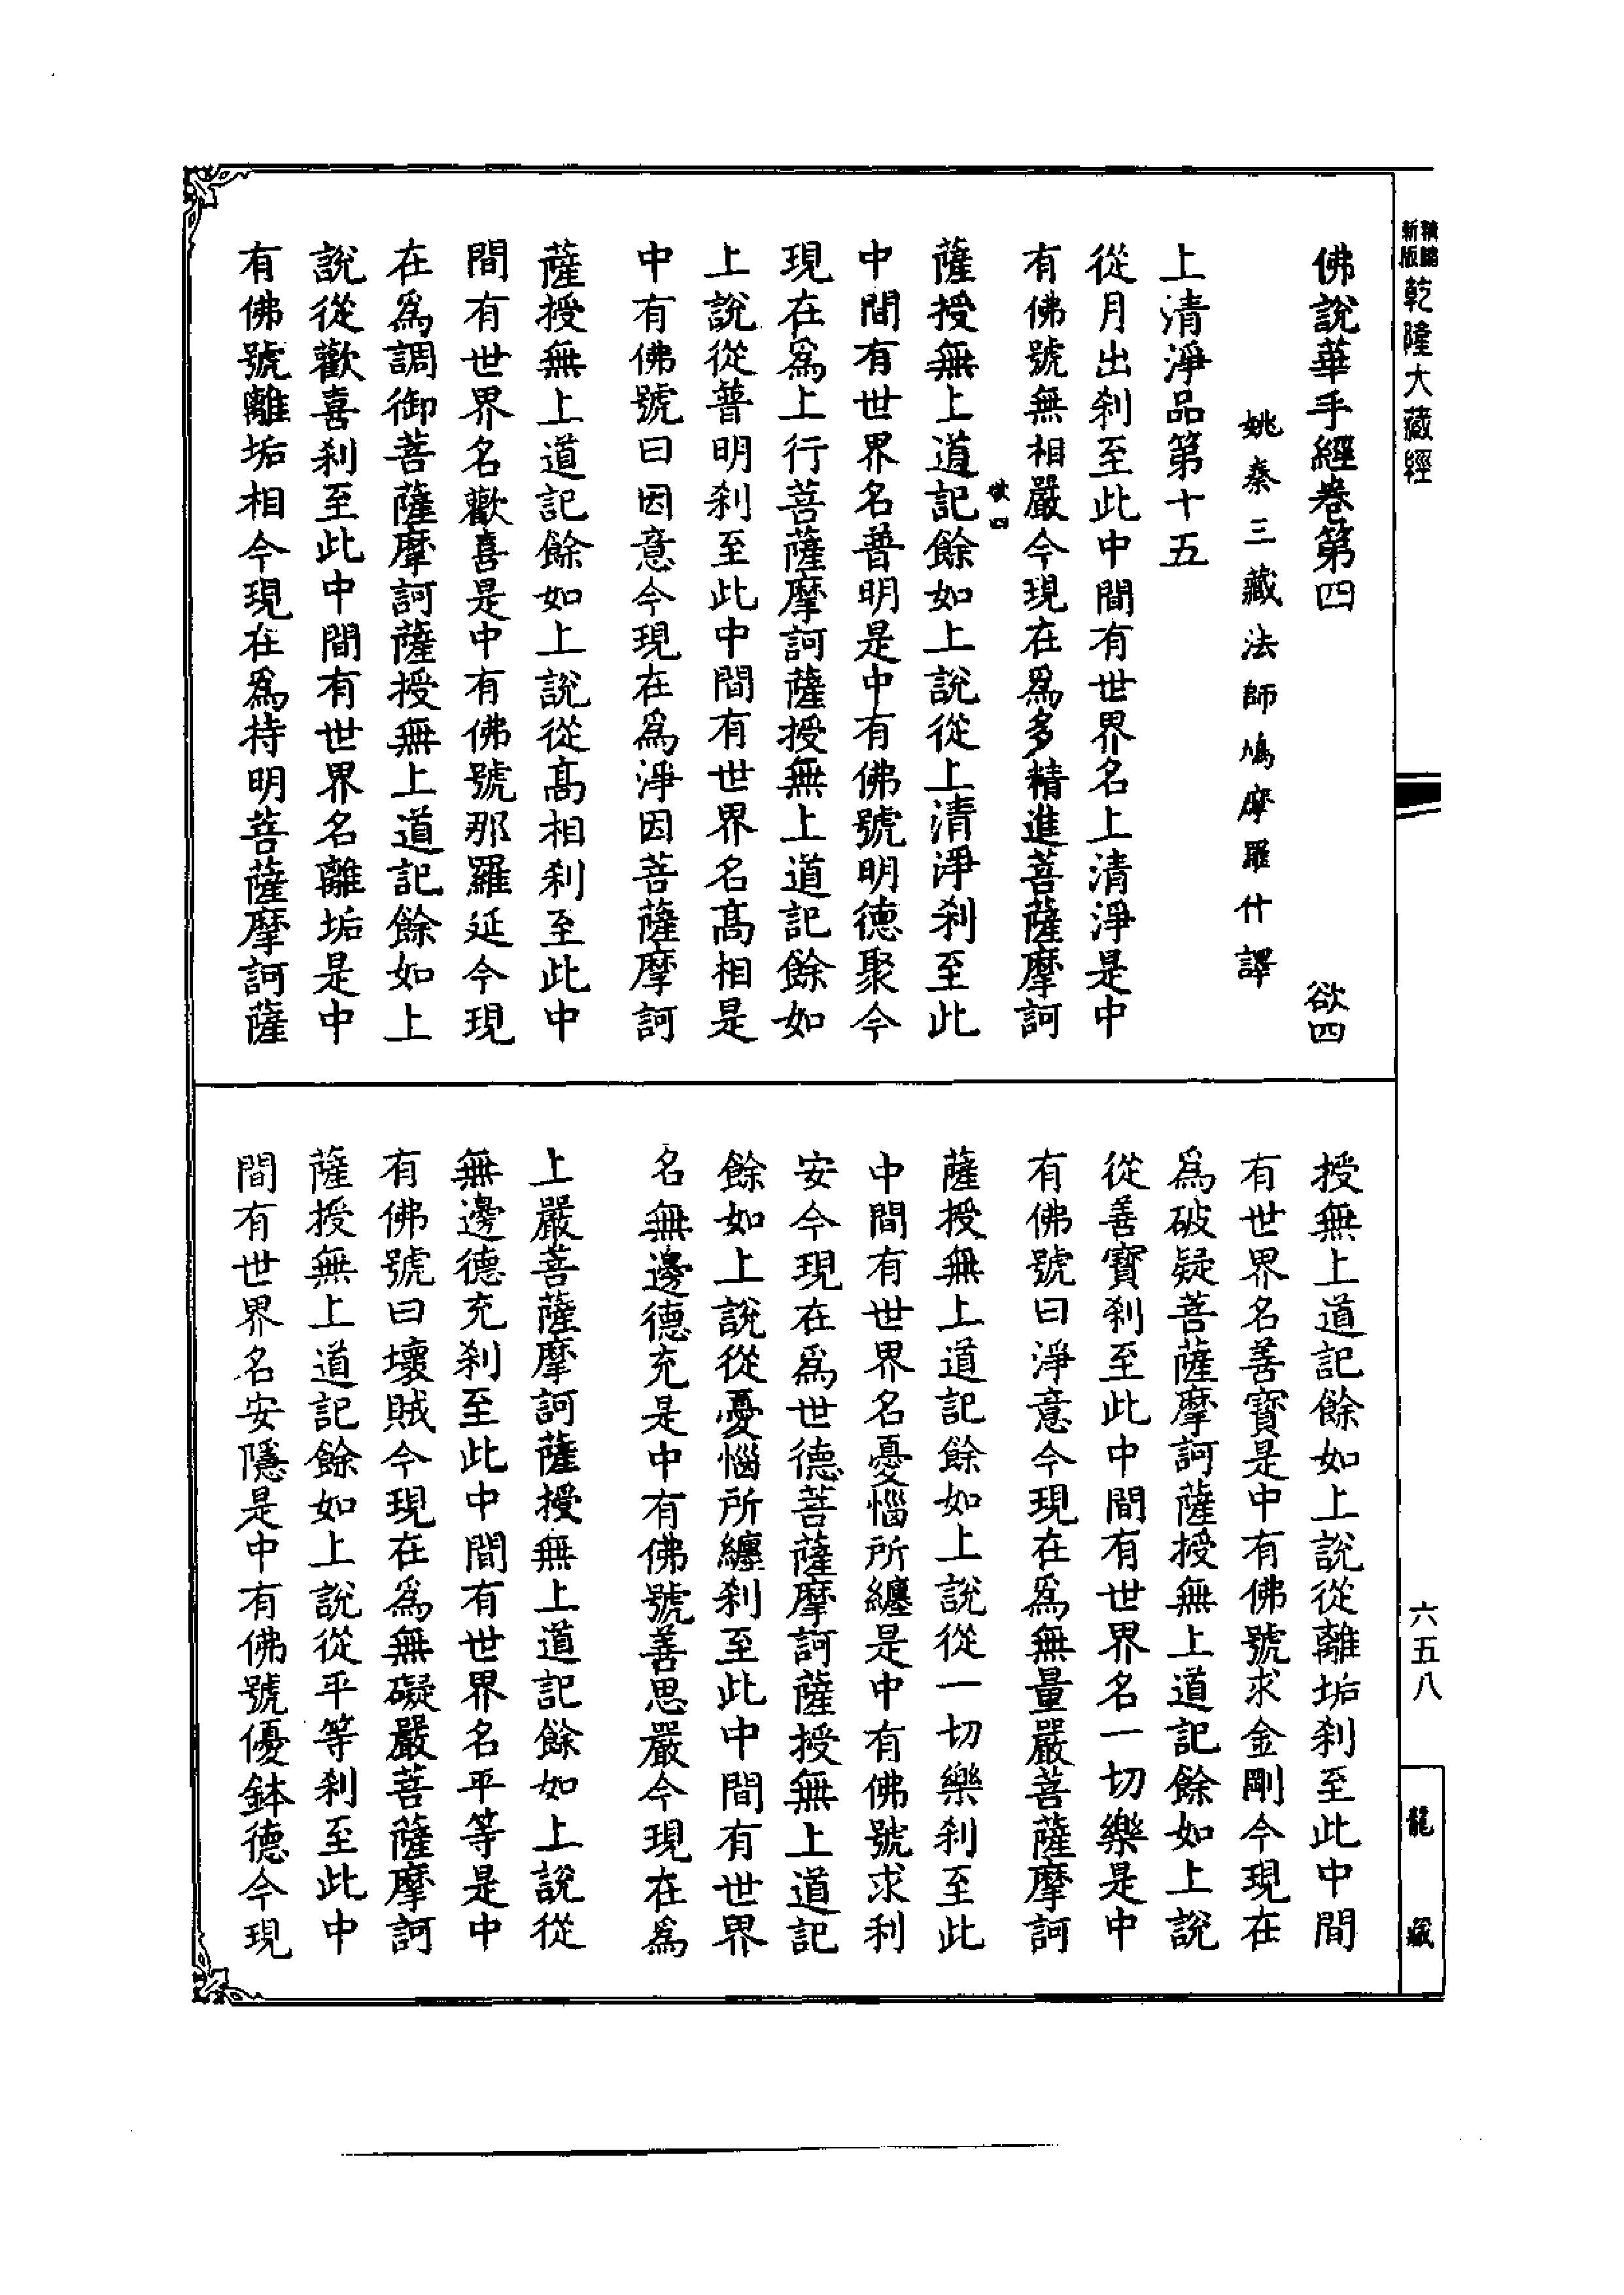 佛說華手經卷第四　欲四
姚秦三藏法師鳩摩羅什譯
上清淨品第十五
從月出刹至此中間有世界名上清淨是中
有佛號無相嚴今現在爲多精進菩薩摩訶
薩授無上道記餘如上說從上清淨刹至此
中間有世界名普明是中有佛號明德聚今
現在爲上行菩薩摩訶薩授無上道記餘如
上說從普明刹至此中間有世界名高相是
中有佛號曰因意今現在爲淨因菩薩摩訶
薩授無上道記餘如上說從高相刹至此中
間有世界名歡喜是中有佛號那羅延今現
在爲調御菩薩摩訶薩授無上道記餘如上
說從歡喜刹至此中間有世界名離垢是中
有佛號離垢相今現在爲持明菩薩摩訶薩
授無上道記餘如上說從離垢刹至此中間
有世界名善寶是中有佛號求金剛今現在
爲破疑菩薩摩訶薩授無上道記餘如上說
從善寶刹至此中間有世界名一切樂是中
有佛號曰淨意今現在爲無量嚴菩薩摩訶
薩授無上道記餘如上說從一切樂刹至此
中間有世界名憂惱所纏是中有佛號求利
安今現在爲世德菩薩摩訶薩授無上道記
餘如上說從憂惱所纏刹至此中間有世界
名無邊德充是中有佛號善思嚴今現在爲
上嚴菩薩摩訶薩授無上道記餘如上說從
無邊德充刹至此中間有世界名平等是中
有佛號曰壞賊今現在爲無礙嚴菩薩摩訶
薩授無上道記餘如上說從平等刹至此中
間有世界名安隱是中有佛號優鉢德今現
欲四
新版
乾隆大藏經
六五八
龍藏